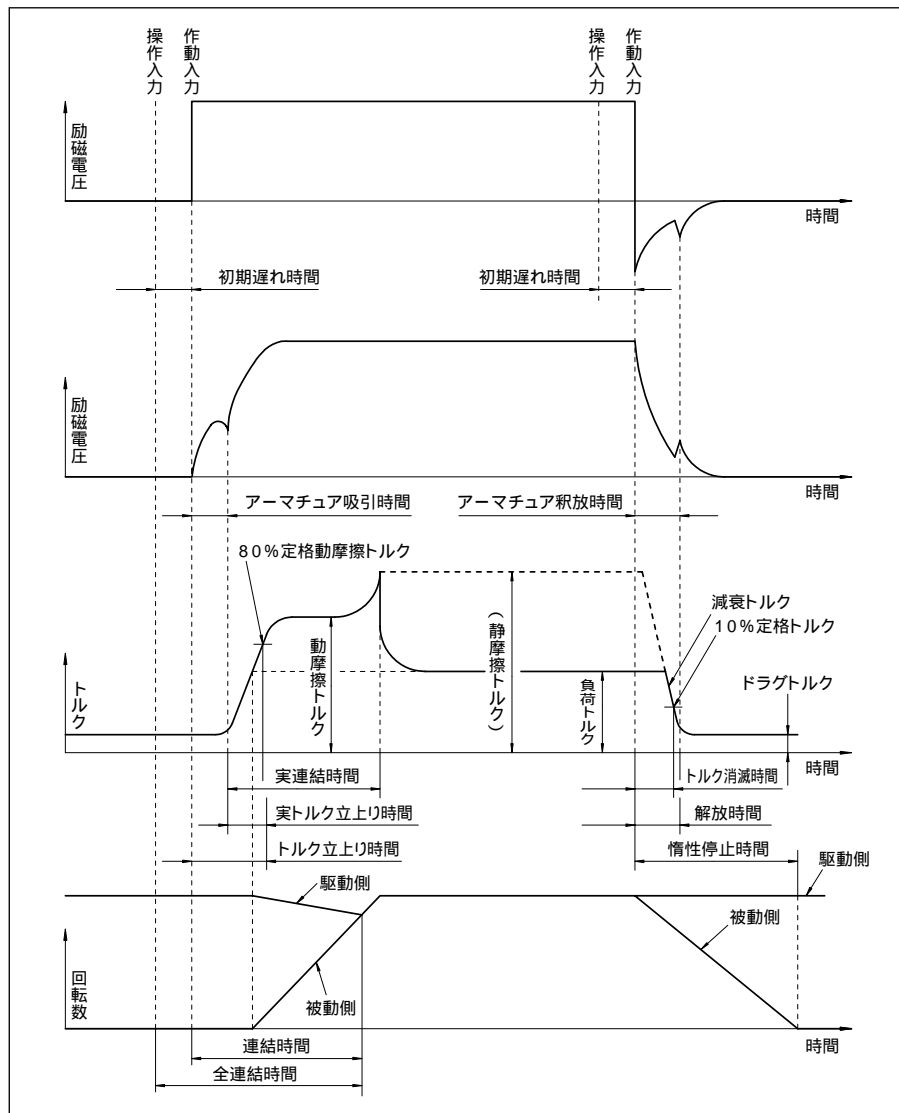 操作入力
作動入力
操作入力
作動入力
励磁電圧
時間
初期遅れ時間
初期遅れ時間
励磁電圧
時間
アーマチュア吸引時間
アーマチュア釈放時間
80%定格動摩擦トルク
減衰トルク
10%定格トルク
ドラグトルク
トルク
動摩擦トルク
(静摩擦トルク)
負荷トルク
時間
実連結時間
トルク消滅時間
実トルク立上り時間
解放時間
トルク立上り時間
惰性停止時間
駆動側
駆動側
被動側
回転数
被動側
時間
連結時間
全連結時間